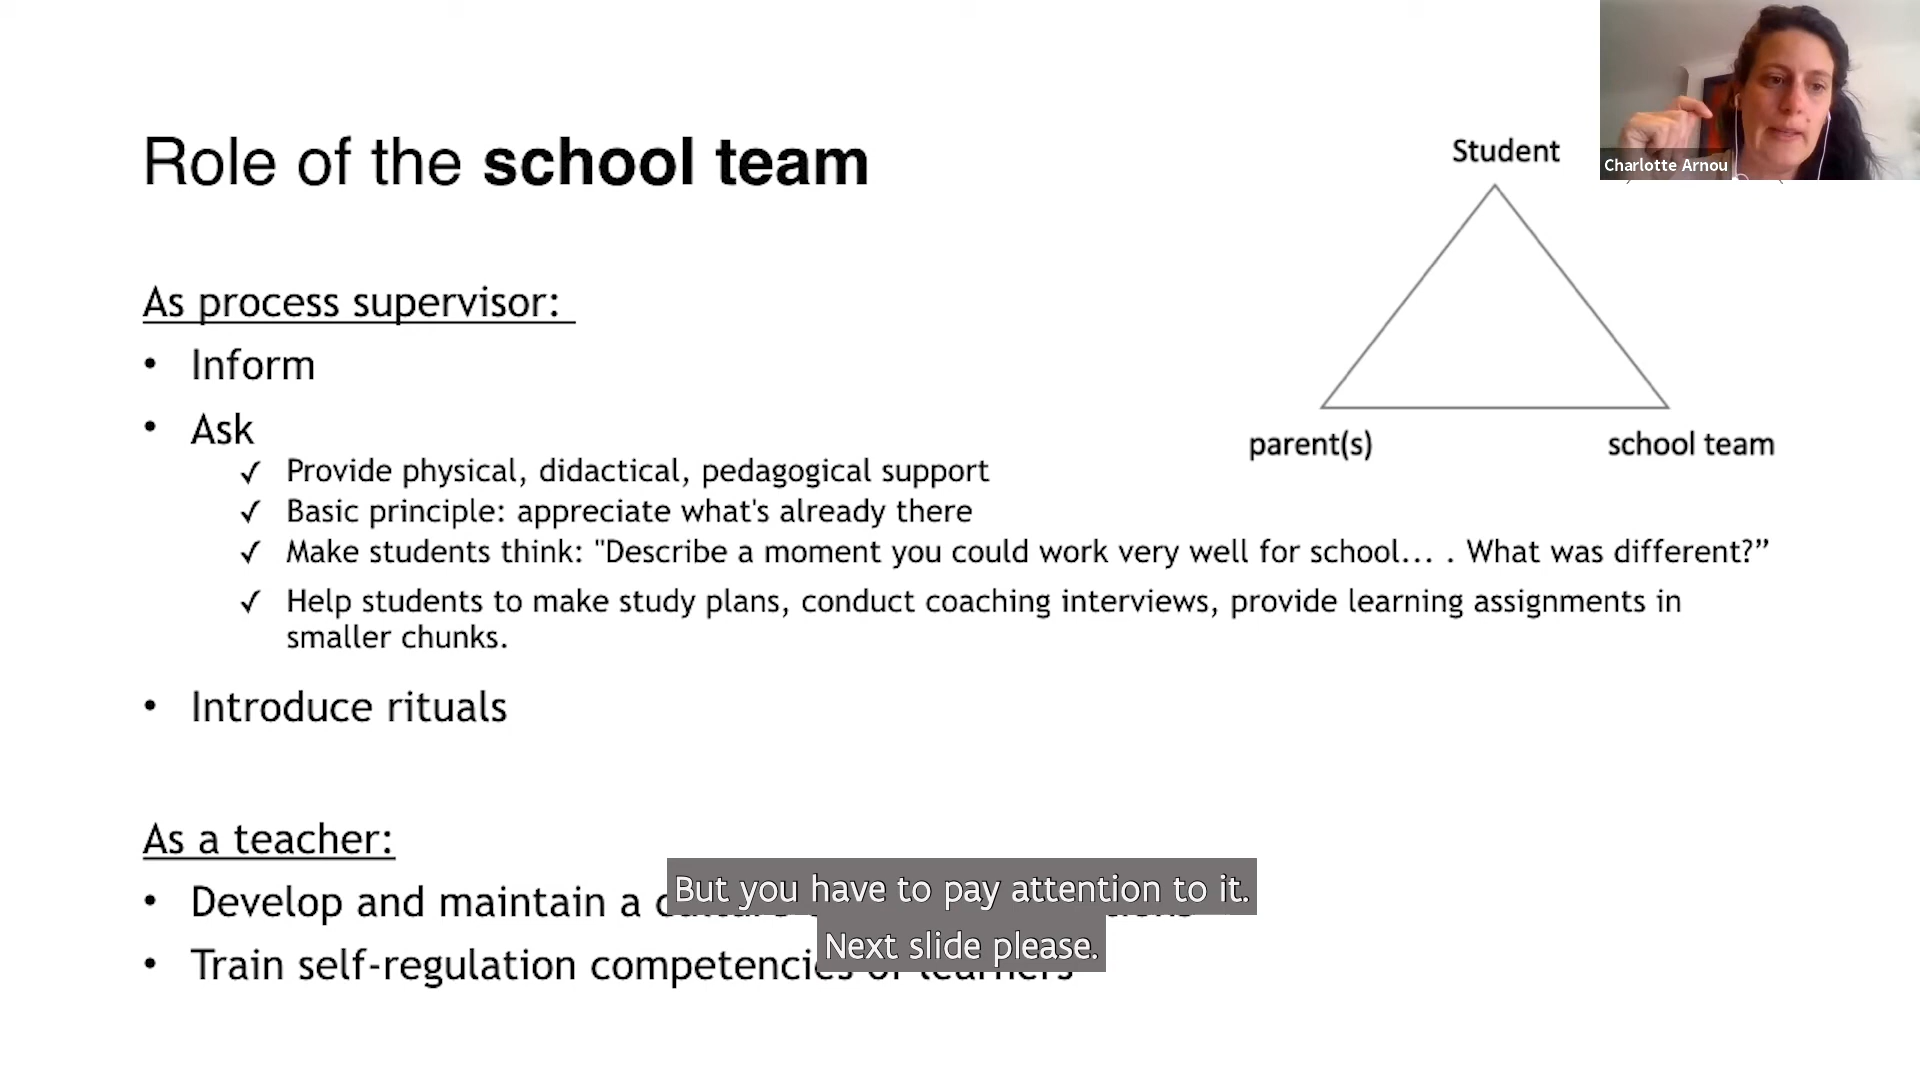 Role of the school team
Student
Charlotte Arnou
As process supervisor:
• Inform
• Ask
parent(s)
school team
✓ Provide physical, didactical, pedagogical support
✓ Basic principle: appreciate what's already there
✓ Make students think: "Describe a moment you could work very well for school... . What was different?”
✓ Help students to make study plans, conduct coaching interviews, provide learning assignments in
smaller chunks.
• Introduce rituals
As a teacher:
• Develop and maintain a
• Train self-regulation competencies of learners
But you have to pay attention to it.
Next slide please.